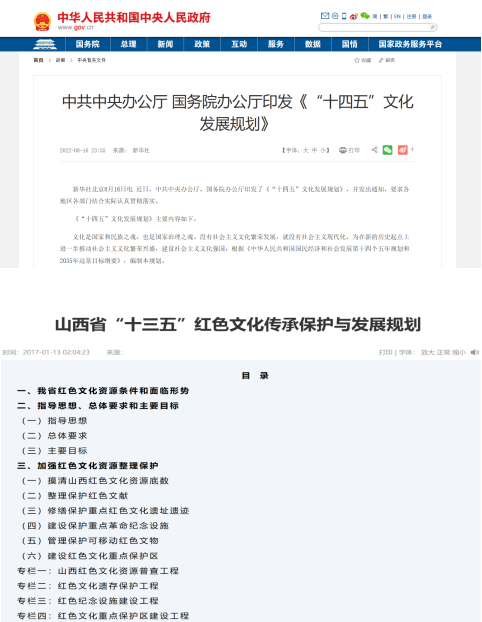 中华人民共和国中央人民政府
www.gov.cn
简 | 繁 | EN | 注册 | 登录
国务院 总理 新闻 政策 互动 服务 数据 国情 国家政务服务平台
首页 > 政策 > 中央有关文件
收藏
中共中央办公厅 国务院办公厅印发《“十四五”文化
发展规划》
2022-08-16 23:33 来源： 新华社 【字体：大 中 小】 打印
新华社北京8月16日电 近日，中共中央办公厅、国务院办公厅印发了《“十四五”文化发展规划》，并发出通知，要求各
地区各部门结合实际认真贯彻落实。
《“十四五”文化发展规划》主要内容如下。
文化是国家和民族之魂，也是国家治理之魂。没有社会主义文化繁荣发展，就没有社会主义现代化。为在新的历史起点上
进一步推动社会主义文化繁荣兴盛，建设社会主义文化强国，根据《中华人民共和国国民经济和社会发展第十四个五年规划和
2035年远景目标纲要》，编制本规划。
山西省“十三五”红色文化传承保护与发展规划
时间：2017-01-13 02:04:23 来源： 打印 | 字体： 放大 正常 缩小
目 录
一、我省红色文化资源条件和面临形势
二、指导思想、总体要求和主要目标
（一）指导思想
（二）总体要求
（三）主要目标
三、加强红色文化资源整理保护
（一）摸清山西红色文化资源底数
（二）整理保护红色文献
（三）修缮保护重点红色文化遗址遗迹
（四）建设保护重点革命纪念设施
（五）管理保护可移动红色文物
（六）建设红色文化重点保护区
专栏一：山西红色文化资源普查工程
专栏二：红色文化遗存保护工程
专栏三：红色纪念设施建设工程
专栏四：红色文化重点保护区建设工程